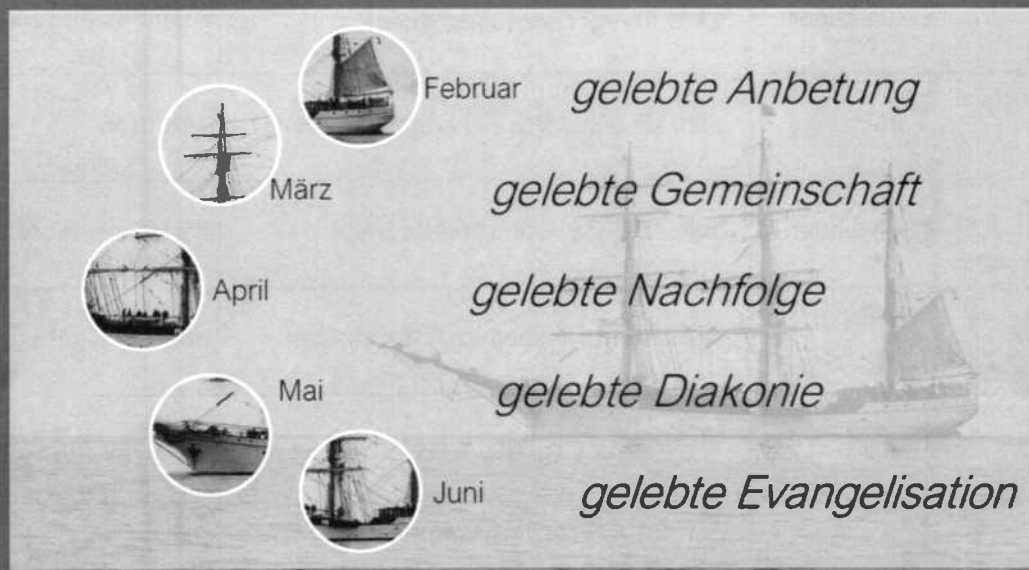 Februar gelebte Anbetung
März gelebte Gemeinschaft
April gelebte Nachfolge
Mai gelebte Diakonie
Juni gelebte Evangelisation